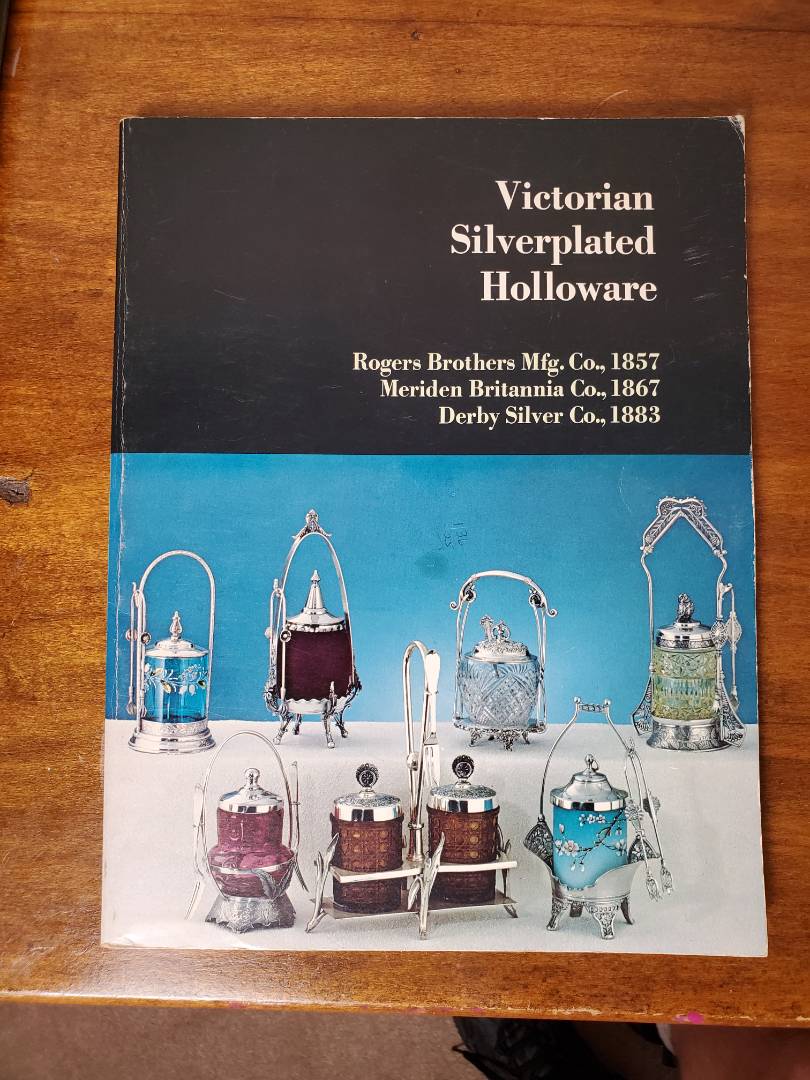 Victorian
Silverplated
Holloware
Rogers Brothers Mfg. Co., 1857
Meriden Britannia Co., 1867
Derby Silver Co., 1883